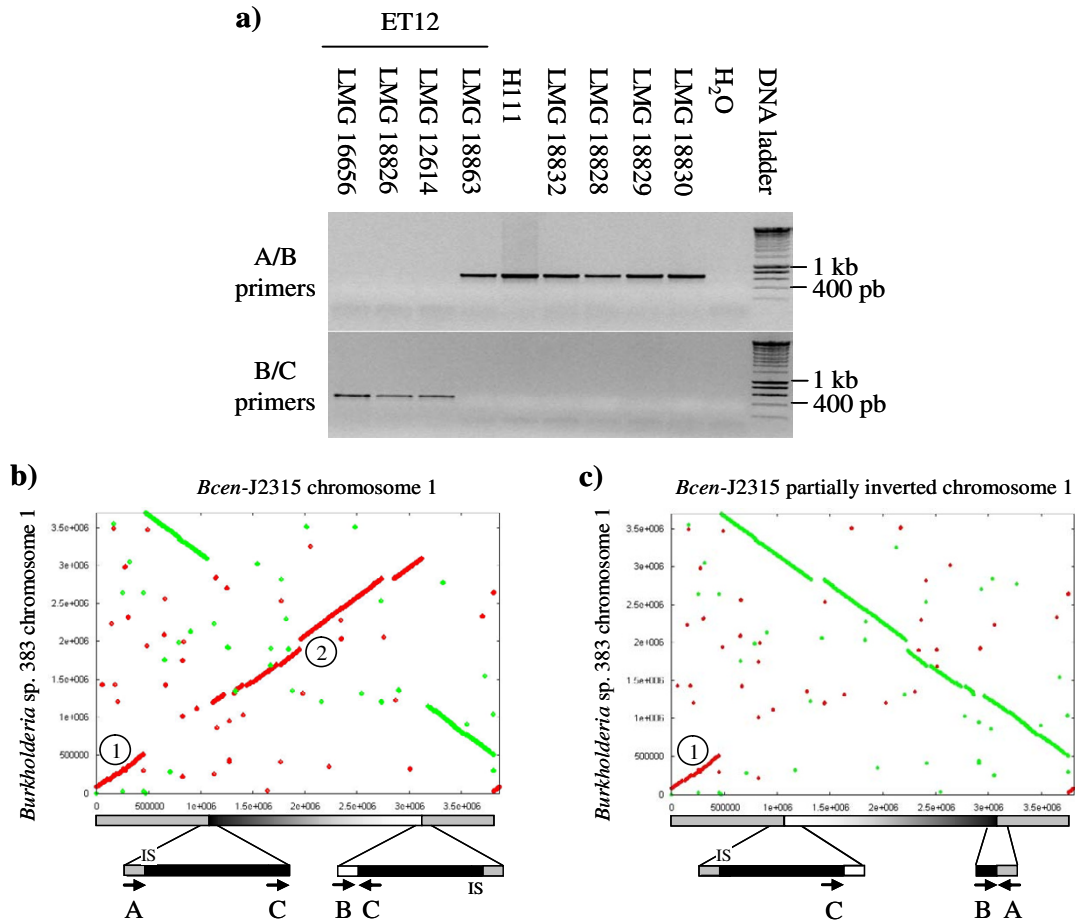 a)
ET12
LMG 16656
LMG 18826
LMG 12614
LMG 18863
H111
LMG 18832
LMG 18828
LMG 18829
LMG 18830
H₂O
DNA ladder
A/B
primers
1 kb
400 pb
B/C
primers
1 kb
400 pb
b)
Bcen-J2315 chromosome 1
Burkholderia sp. 383 chromosome 1
3.5e+006
3e+006
2.5e+006
2e+006
1.5e+006
1e+006
500000
0
1
2
0 500000 1e+006 1.5e+006 2e+006 2.5e+006 3e+006 3.5e+006
IS
A C B C
IS
c)
Bcen-J2315 partially inverted chromosome 1
Burkholderia sp. 383 chromosome 1
3.5e+006
3e+006
2.5e+006
2e+006
1.5e+006
1e+006
500000
0
1
0 500000 1e+006 1.5e+006 2e+006 2.5e+006 3e+006 3.5e+006
IS
C B A